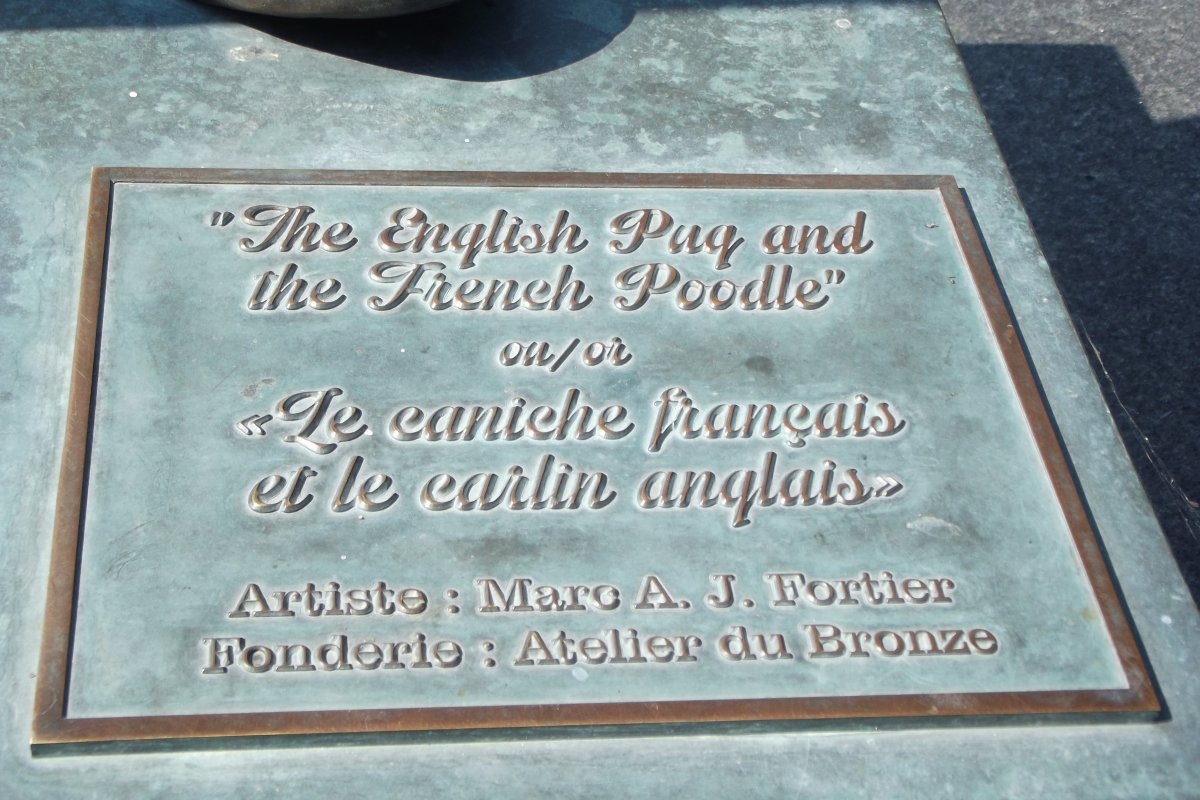 "The English Pug and
the French Poodle"
ou/or
«Le caniche français
et le carlin anglais»
Artiste : Marc A. J. Fortier
Fonderie : Atelier du Bronze